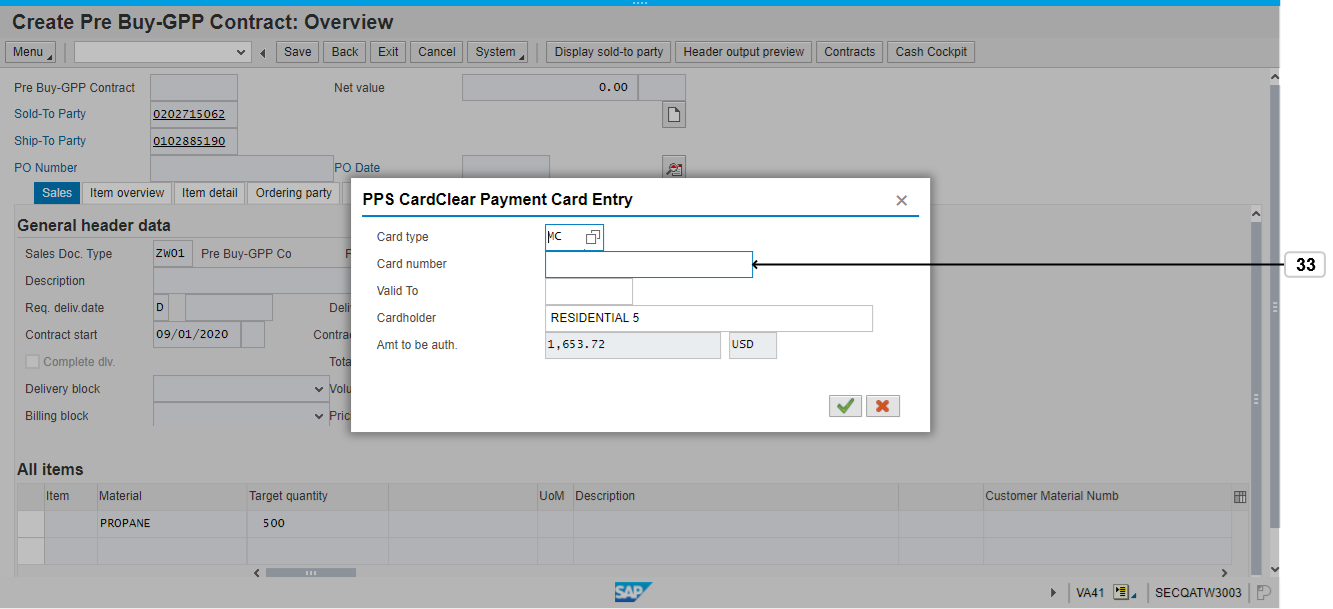 Create Pre Buy-GPP Contract: Overview
Menu Save Back Exit Cancel System Display sold-to party Header output preview Contracts Cash Cockpit
Pre Buy-GPP Contract Net value 0.00
Sold-To Party 0202715062
Ship-To Party 0102885190
PO Number PO Date
Sales Item overview Item detail Ordering party
PPS CardClear Payment Card Entry
Card type MC
Card number
33
Valid To
Cardholder RESIDENTIAL 5
Amt to be auth. 1,653.72 USD
General header data
Sales Doc. Type ZW01 Pre Buy-GPP Co
Description
Req. deliv.date D Deli
Contract start 09/01/2020 Contra
Complete dlv. Tota
Delivery block Volu
Billing block Pric
All items
Item Material Target quantity UoM Description Customer Material Numb
PROPANE 500
SAP VA41 SECQATW3003